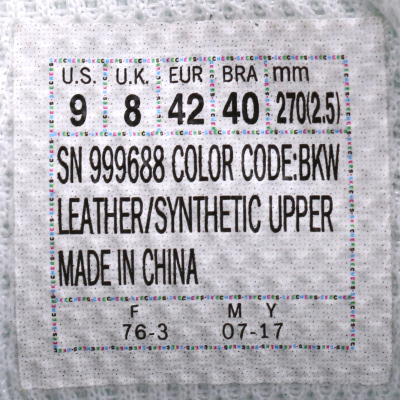 U.S. U.K. EUR BRA mm
9 8 42 40 270(2.5)
SN 999688 COLOR CODE:BKW
LEATHER/SYNTHETIC UPPER
MADE IN CHINA
F M Y
76-3 07-17